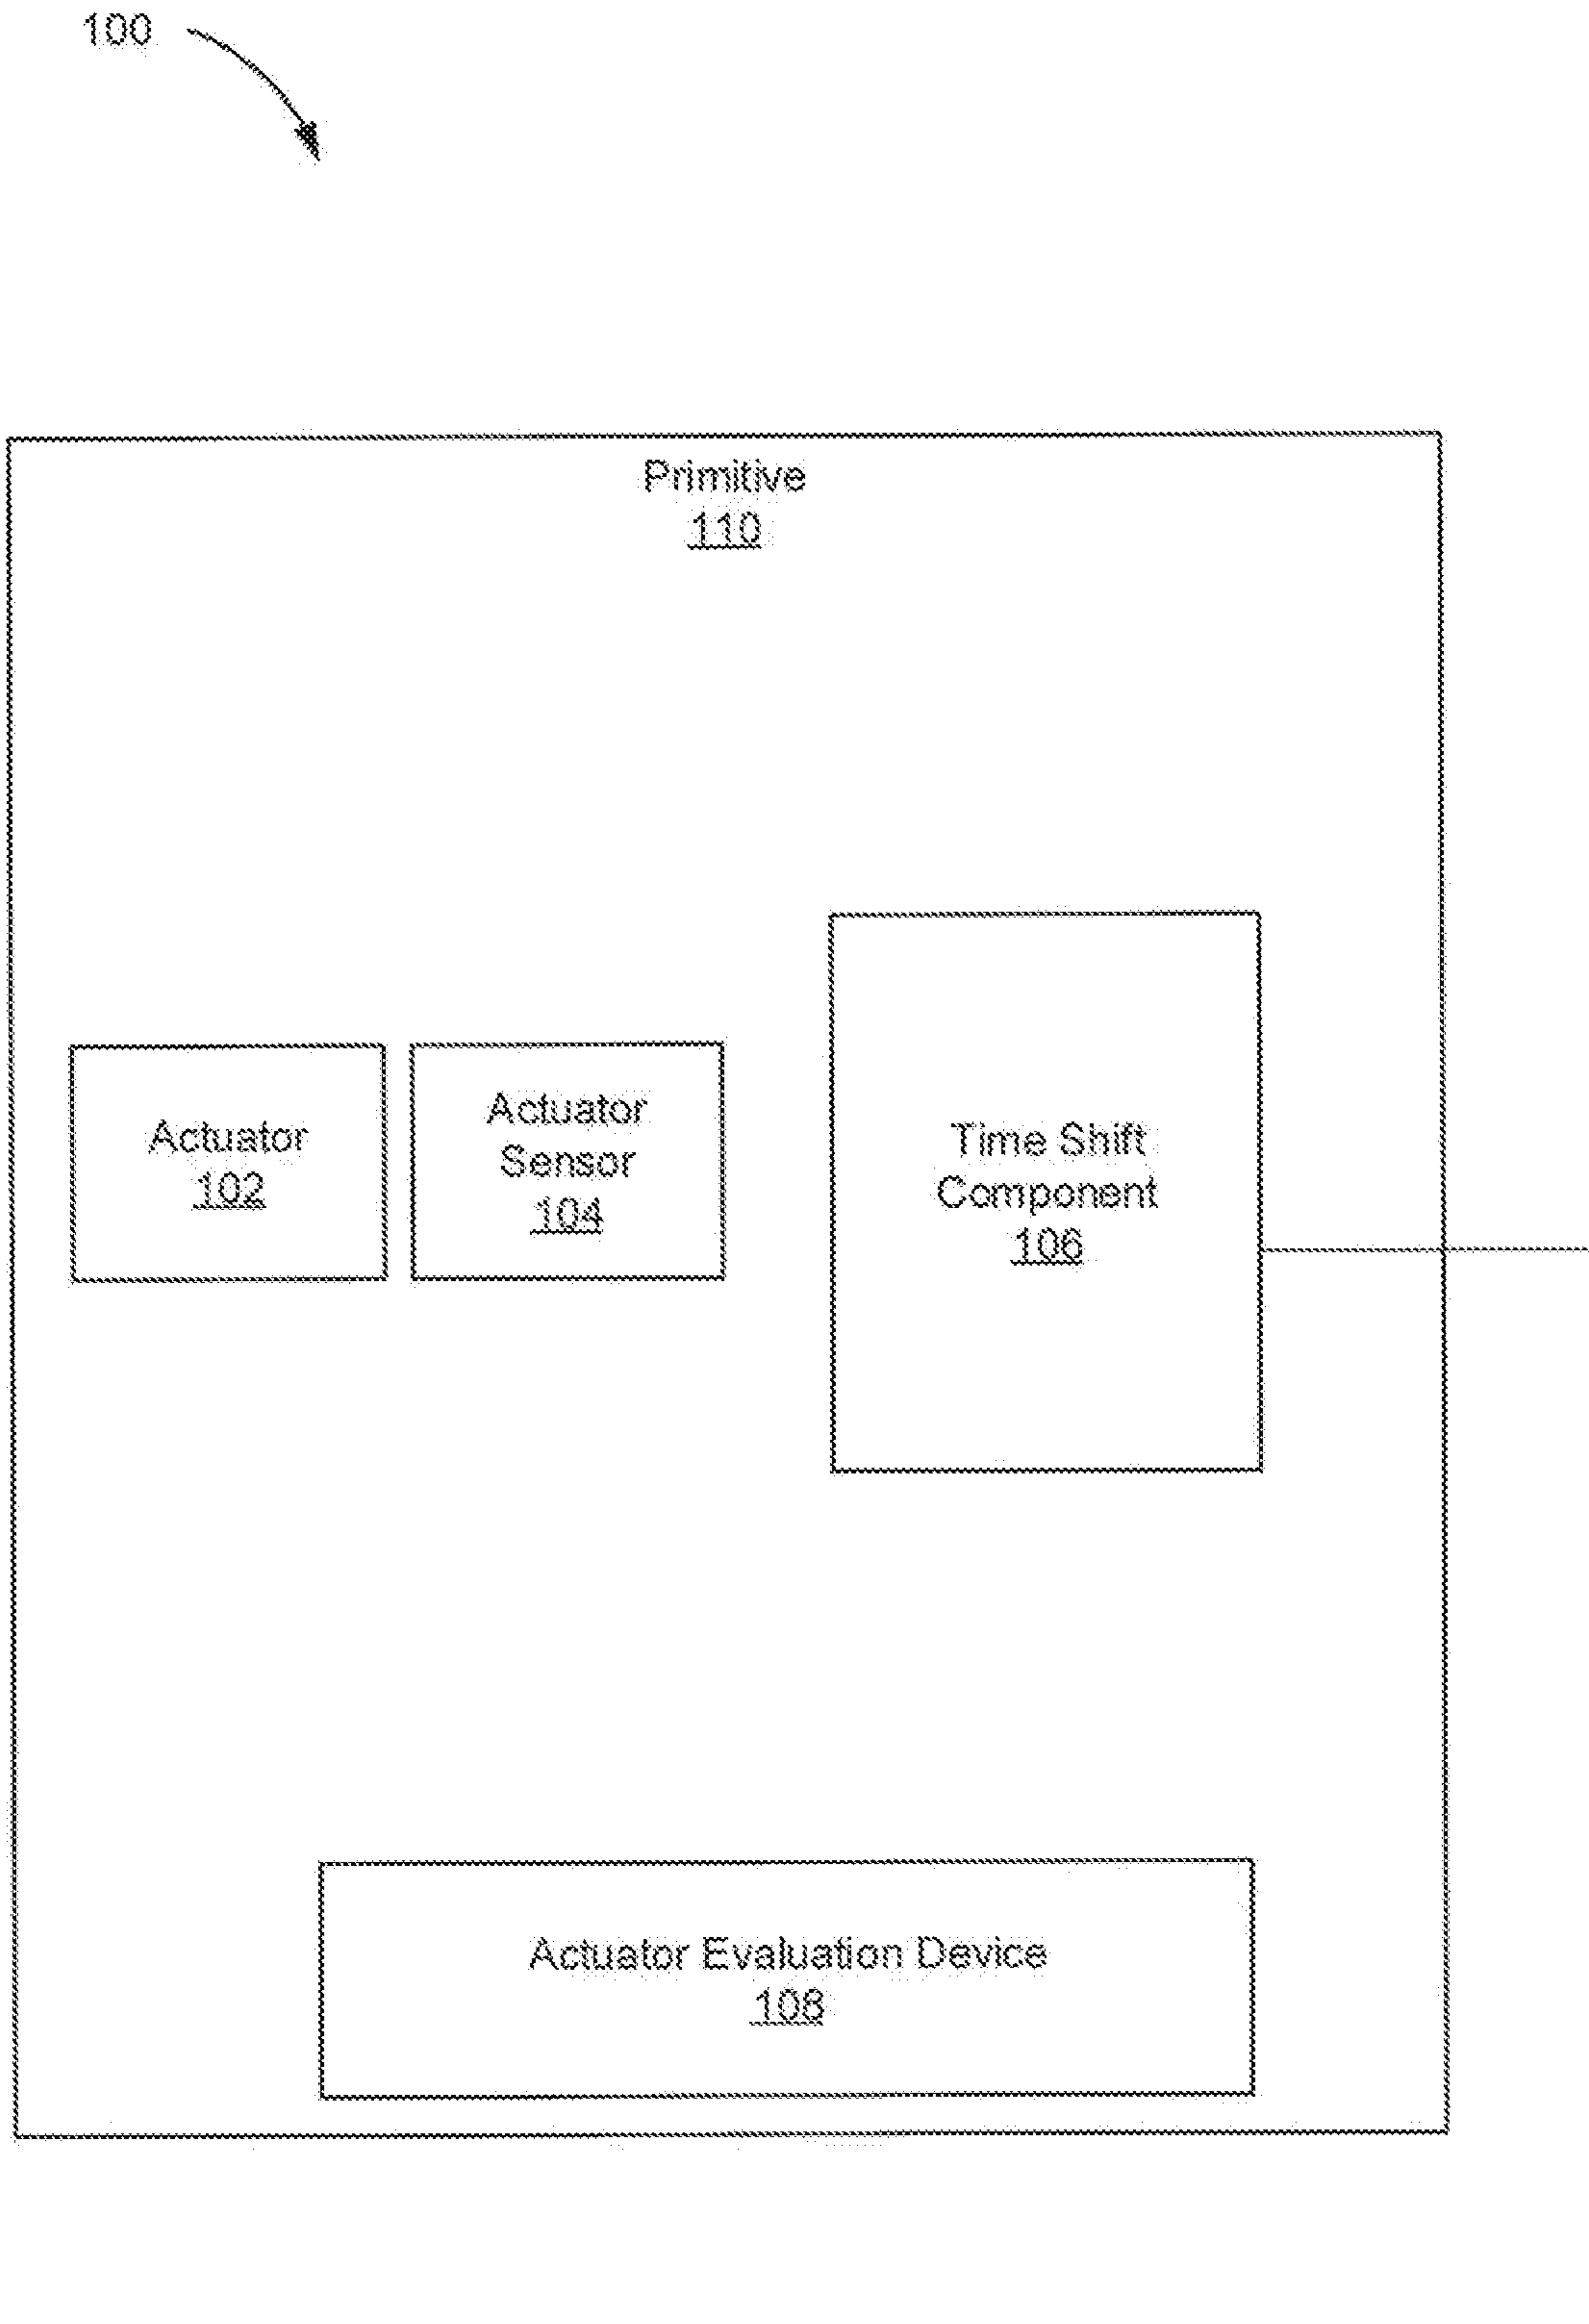 100
Primitive
110
Actuator
102
Actuator
Sensor
104
Time Shift
Component
106
Actuator Evaluation Device
108